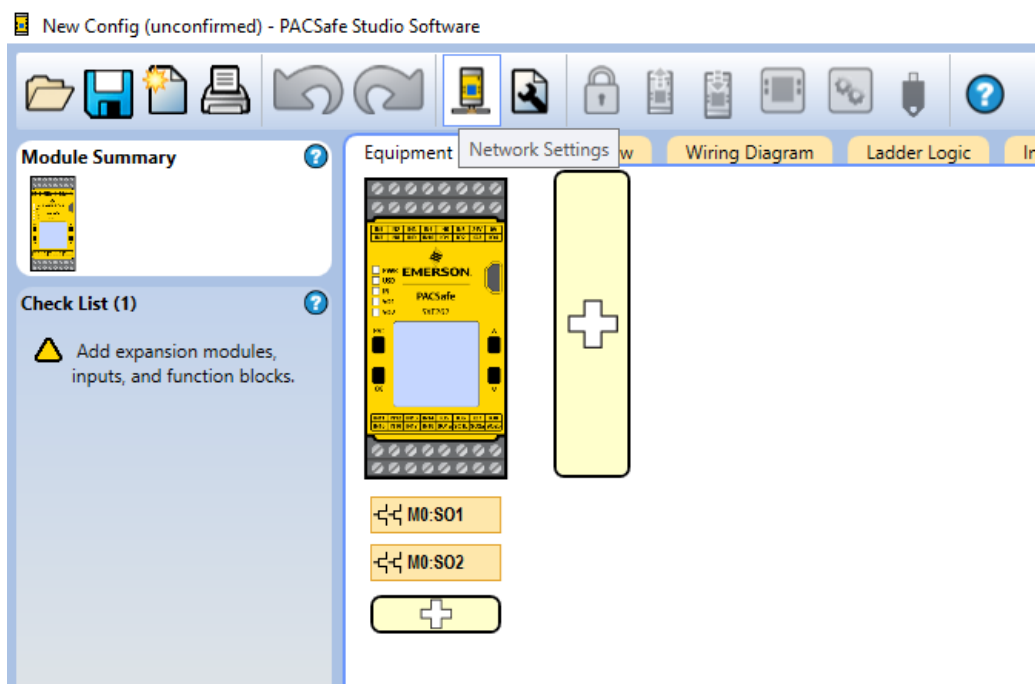 New Config (unconfirmed) - PACSafe Studio Software
Module Summary
Equipment
Network Settings
w
Wiring Diagram
Ladder Logic
In
EMERSON
PACSafe
Check List (1)
Add expansion modules,
inputs, and function blocks.
M0:SO1
M0:SO2